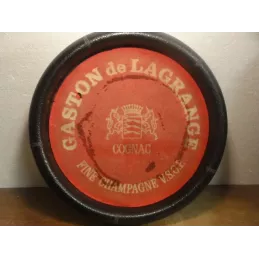 GASTON de LAGRANGE
COGNAC
FINE CHAMPAGNE V.S.O.P.